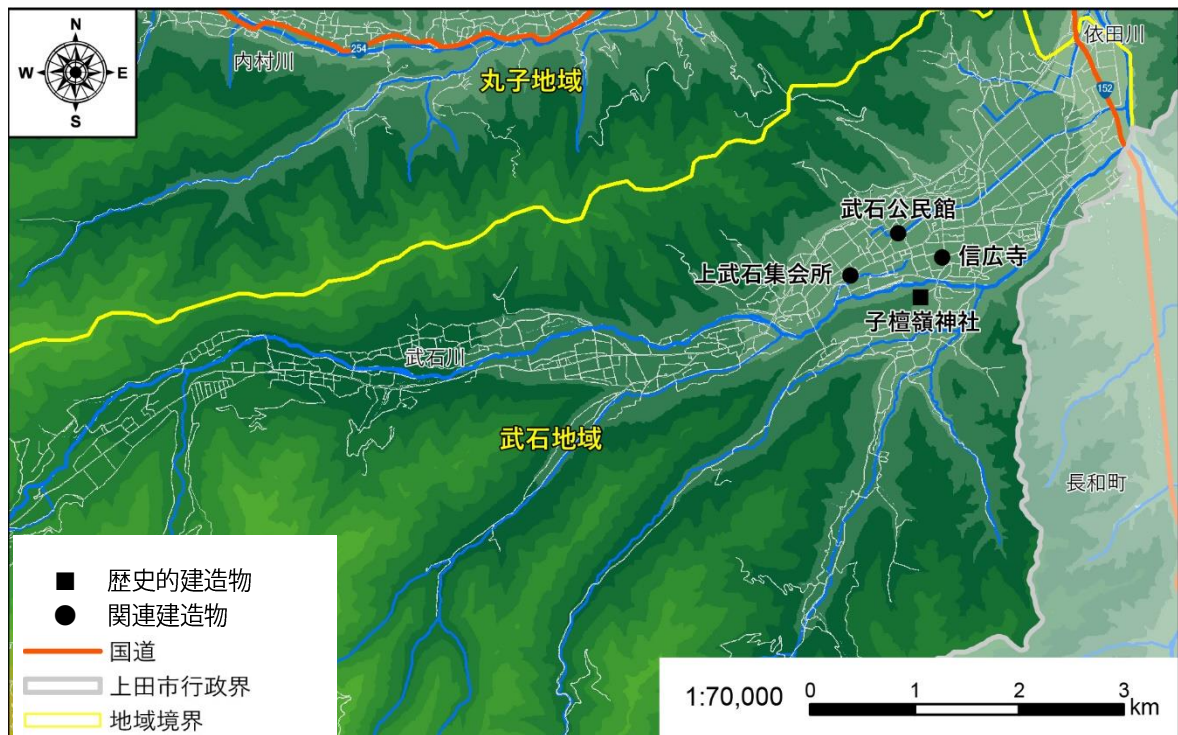 N
W
E
S
254
内村川
丸子地域
依田川
152
武石公民館
信広寺
上武石集会所
子檀嶺神社
武石川
武石地域
長和町
歴史的建造物
関連建造物
国道
上田市行政界
地域境界
1:70,000
0 1 2 3
km